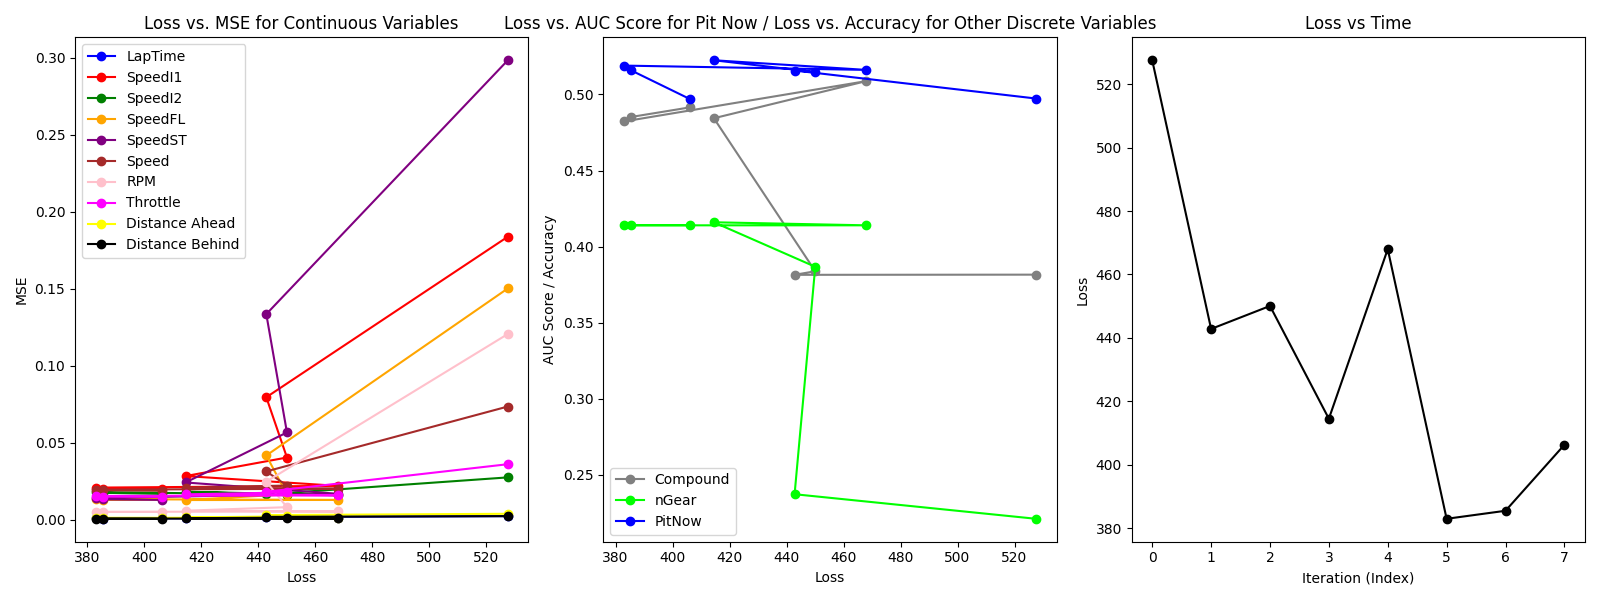 Loss vs. MSE for Continuous Variables
LapTime
SpeedI1
SpeedI2
SpeedFL
SpeedST
Speed
RPM
Throttle
Distance Ahead
Distance Behind
MSE
0.30
0.25
0.20
0.15
0.10
0.05
0.00
380 400 420 440 460 480 500 520
Loss
Loss vs. AUC Score for Pit Now / Loss vs. Accuracy for Other Discrete Variables
AUC Score / Accuracy
0.50
0.45
0.40
0.35
0.30
0.25
Compound
nGear
PitNow
380 400 420 440 460 480 500 520
Loss
Loss vs Time
Loss
520
500
480
460
440
420
400
380
0 1 2 3 4 5 6 7
Iteration (Index)